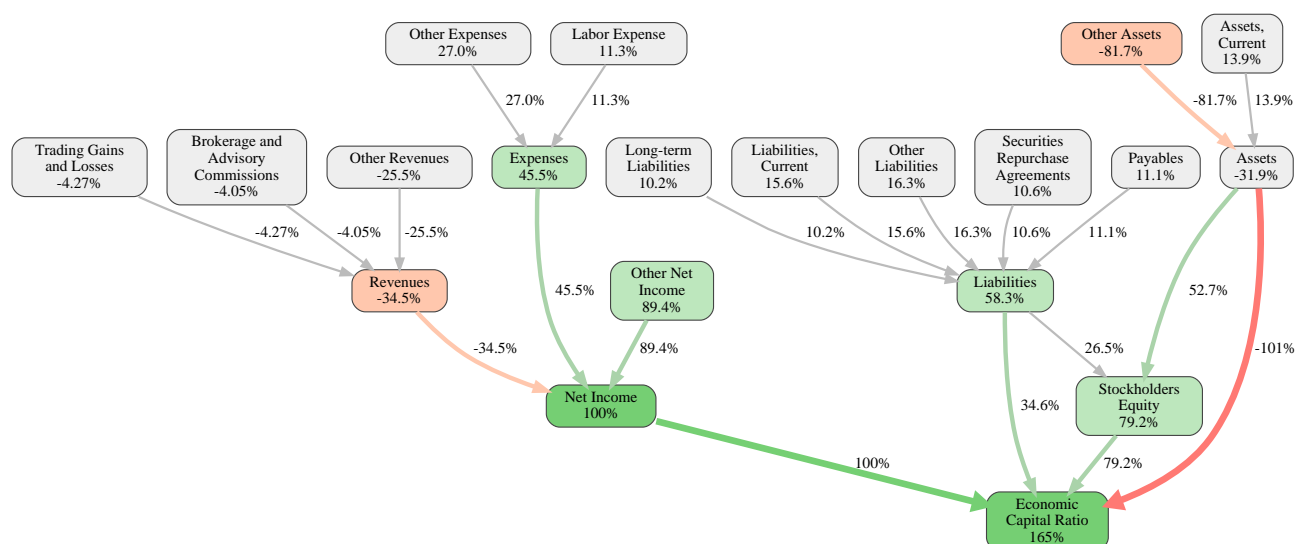 Other Expenses
27.0%
Labor Expense
11.3%
Other Assets
-81.7%
Assets,
Current
13.9%
27.0%
11.3%
-81.7%
13.9%
Trading Gains
and Losses
-4.27%
Brokerage and
Advisory
Commissions
-4.05%
Other Revenues
-25.5%
Expenses
45.5%
Long-term
Liabilities
10.2%
Liabilities,
Current
15.6%
Other
Liabilities
16.3%
Securities
Repurchase
Agreements
10.6%
Payables
11.1%
Assets
-31.9%
-4.27%
-4.05%
-25.5%
10.2%
15.6%
16.3%
10.6%
11.1%
Revenues
-34.5%
45.5%
Other Net
Income
89.4%
Liabilities
58.3%
52.7%
-34.5%
89.4%
26.5%
-101%
Net Income
100%
34.6%
Stockholders
Equity
79.2%
100%
79.2%
Economic
Capital Ratio
165%